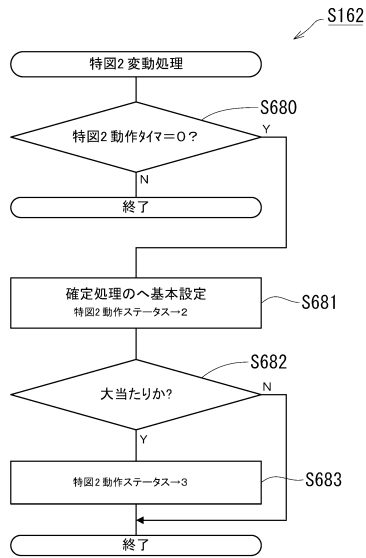 S162
特図2変動処理
S680
特図2動作タイマ=0?
Y
N
終了
確定処理のへ基本設定
特図2動作ステータス→2
S681
S682
大当たりか?
N
Y
特図2動作ステータス→3
S683
終了